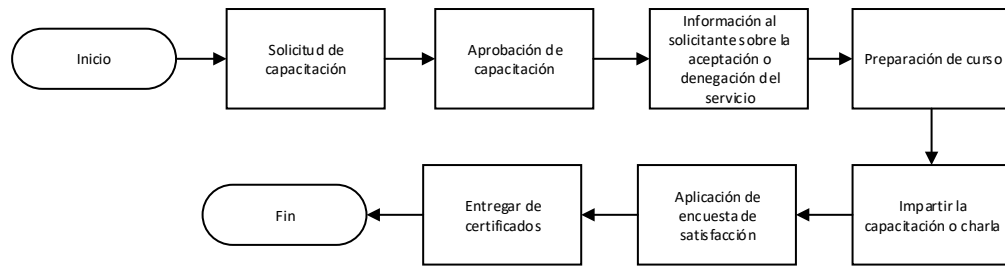 Inicio
Solicitud de
capacitación
Aprobación de
capacitación
Información al
solicitante sobre la
aceptación o
denegación del
servicio
Preparación de curso
Impartir la
capacitación o charla
Aplicación de
encuesta de
satisfacción
Entregar de
certificados
Fin